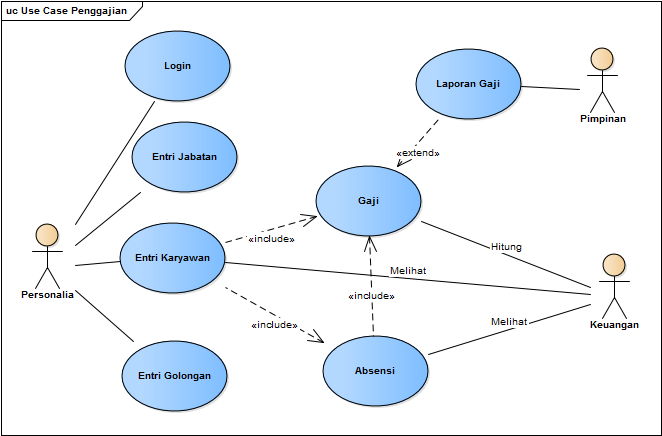 uc Use Case Penggajian
Login
Laporan Gaji
Pimpinan
Entri Jabatan
«extend»
Gaji
Entri Karyawan
«include»
Hitung
Melihat
Personalia
«include»
Keuangan
«include»
Melihat
Entri Golongan
Absensi